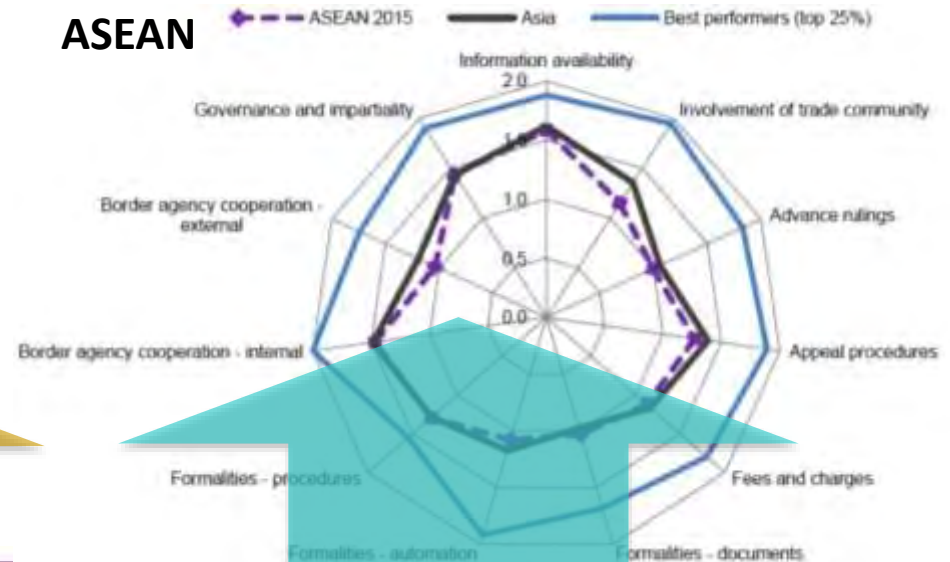 ASEAN
ASEAN 2015
Asia
Best performers (top 25%)
Information availability
2.0
Governance and impartiality
Involvement of trade community
1.5
Border agency cooperation -
external
1.0
Advance rulings
0.5
0.0
Border agency cooperation - internal
Appeal procedures
Formalities - procedures
Fees and charges
Formalities - automation
Formalities - documents